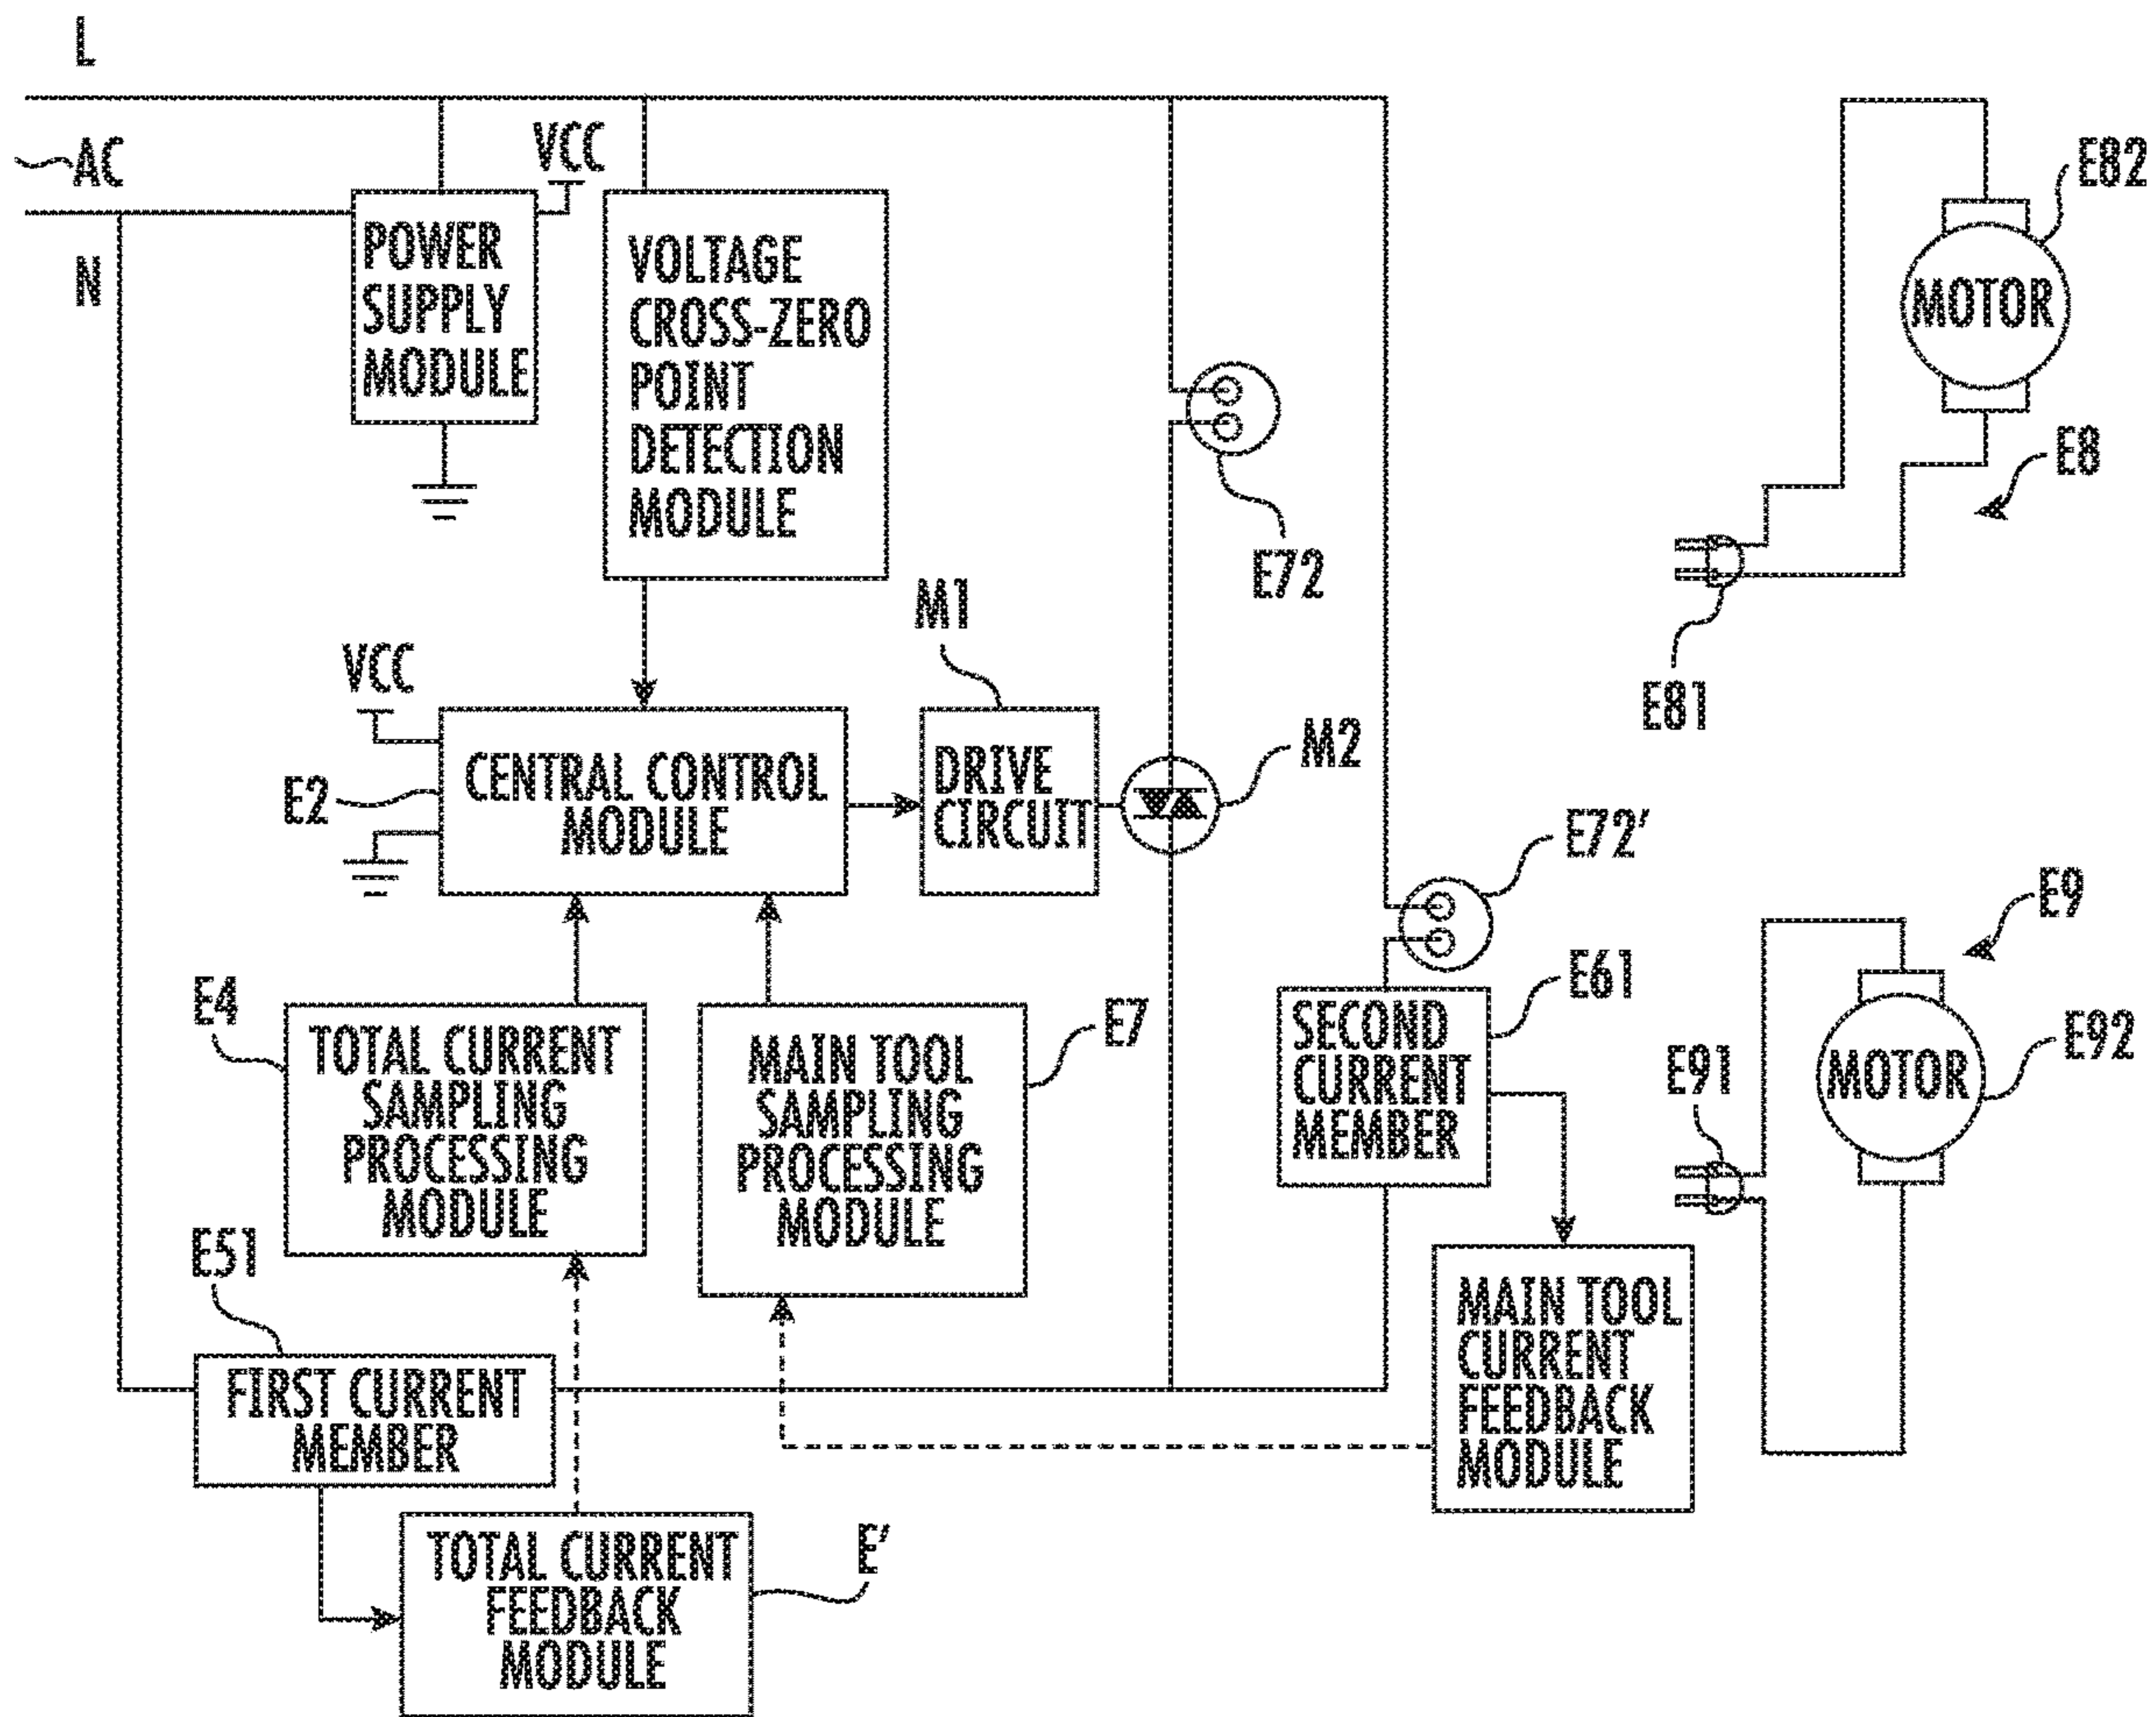 L
AC
N
VCC
POWER
SUPPLY
MODULE
VOLTAGE
CROSS-ZERO
POINT
DETECTION
MODULE
E72
E82
MOTOR
E8
E81
VCC
E2
CENTRAL CONTROL
MODULE
M1
DRIVE
CIRCUIT
M2
E72'
E4
TOTAL CURRENT
SAMPLING
PROCESSING
MODULE
MAIN TOOL
SAMPLING
PROCESSING
MODULE
E7
SECOND
CURRENT
MEMBER
E61
E9
E91
MOTOR
E92
E51
FIRST CURRENT
MEMBER
MAIN TOOL
CURRENT
FEEDBACK
MODULE
TOTAL CURRENT
FEEDBACK
MODULE
E'